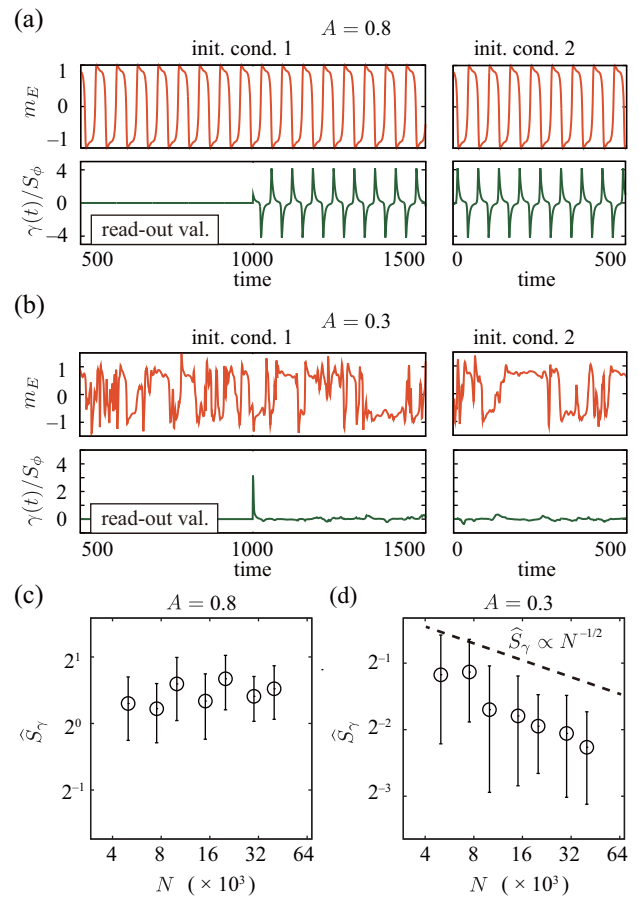 (a)
A = 0.8
init. cond. 1
init. cond. 2
m_E
1
0
−1
γ(t)/S_ϕ
4
0
−4
read-out val.
500
1000
1500
0
500
time
time
(b)
A = 0.3
init. cond. 1
init. cond. 2
m_E
1
0
−1
γ(t)/S_ϕ
4
2
0
read-out val.
500
1000
1500
0
500
time
time
(c)
A = 0.8
Ŝ_γ
2^1
2^0
2^{-1}
4
8
16
32
64
N (× 10^3)
(d)
A = 0.3
Ŝ_γ ∝ N^{-1/2}
Ŝ_γ
2^{-1}
2^{-2}
2^{-3}
4
8
16
32
64
N (× 10^3)